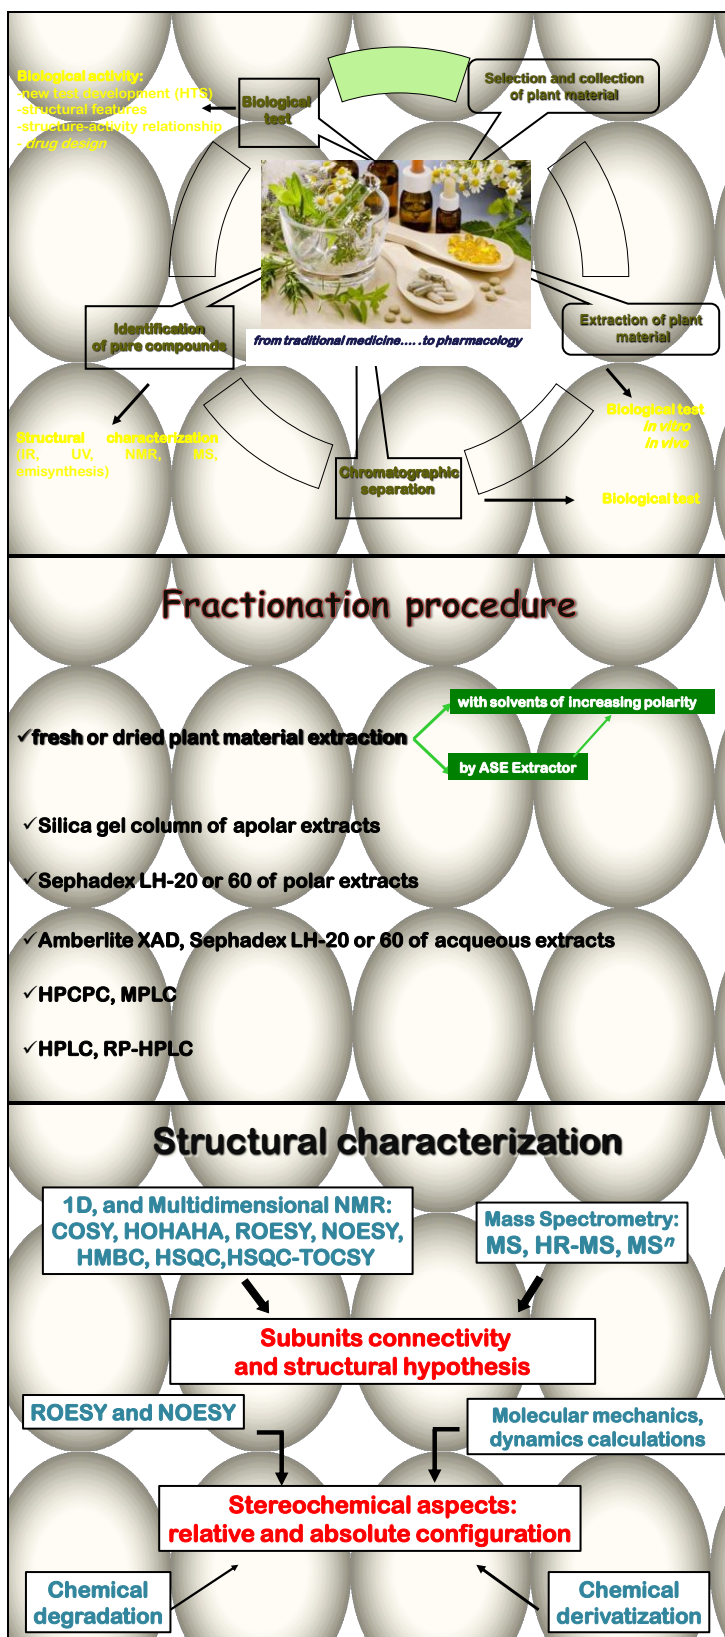 Biological activity:
-new test development (HTS)
-structural features
-structure-activity relationship
- drug design
Biological
test
Selection and collection
of plant material
Identification
of pure compounds
from traditional medicine.... .to pharmacology
Extraction of plant
material
Structural characterization
(IR, UV, NMR, MS,
emisynthesis)
Chromatographic
separation
Biological test
in vitro
in vivo
Biological test
Fractionation procedure
✓fresh or dried plant material extraction
with solvents of increasing polarity
by ASE Extractor
✓Silica gel column of apolar extracts
✓Sephadex LH-20 or 60 of polar extracts
✓Amberlite XAD, Sephadex LH-20 or 60 of acqueous extracts
✓HPCPC, MPLC
✓HPLC, RP-HPLC
Structural characterization
1D, and Multidimensional NMR:
COSY, HOHAHA, ROESY, NOESY,
HMBC, HSQC,HSQC-TOCSY
Mass Spectrometry:
MS, HR-MS, MSⁿ
Subunits connectivity
and structural hypothesis
ROESY and NOESY
Molecular mechanics,
dynamics calculations
Stereochemical aspects:
relative and absolute configuration
Chemical
degradation
Chemical
derivatization